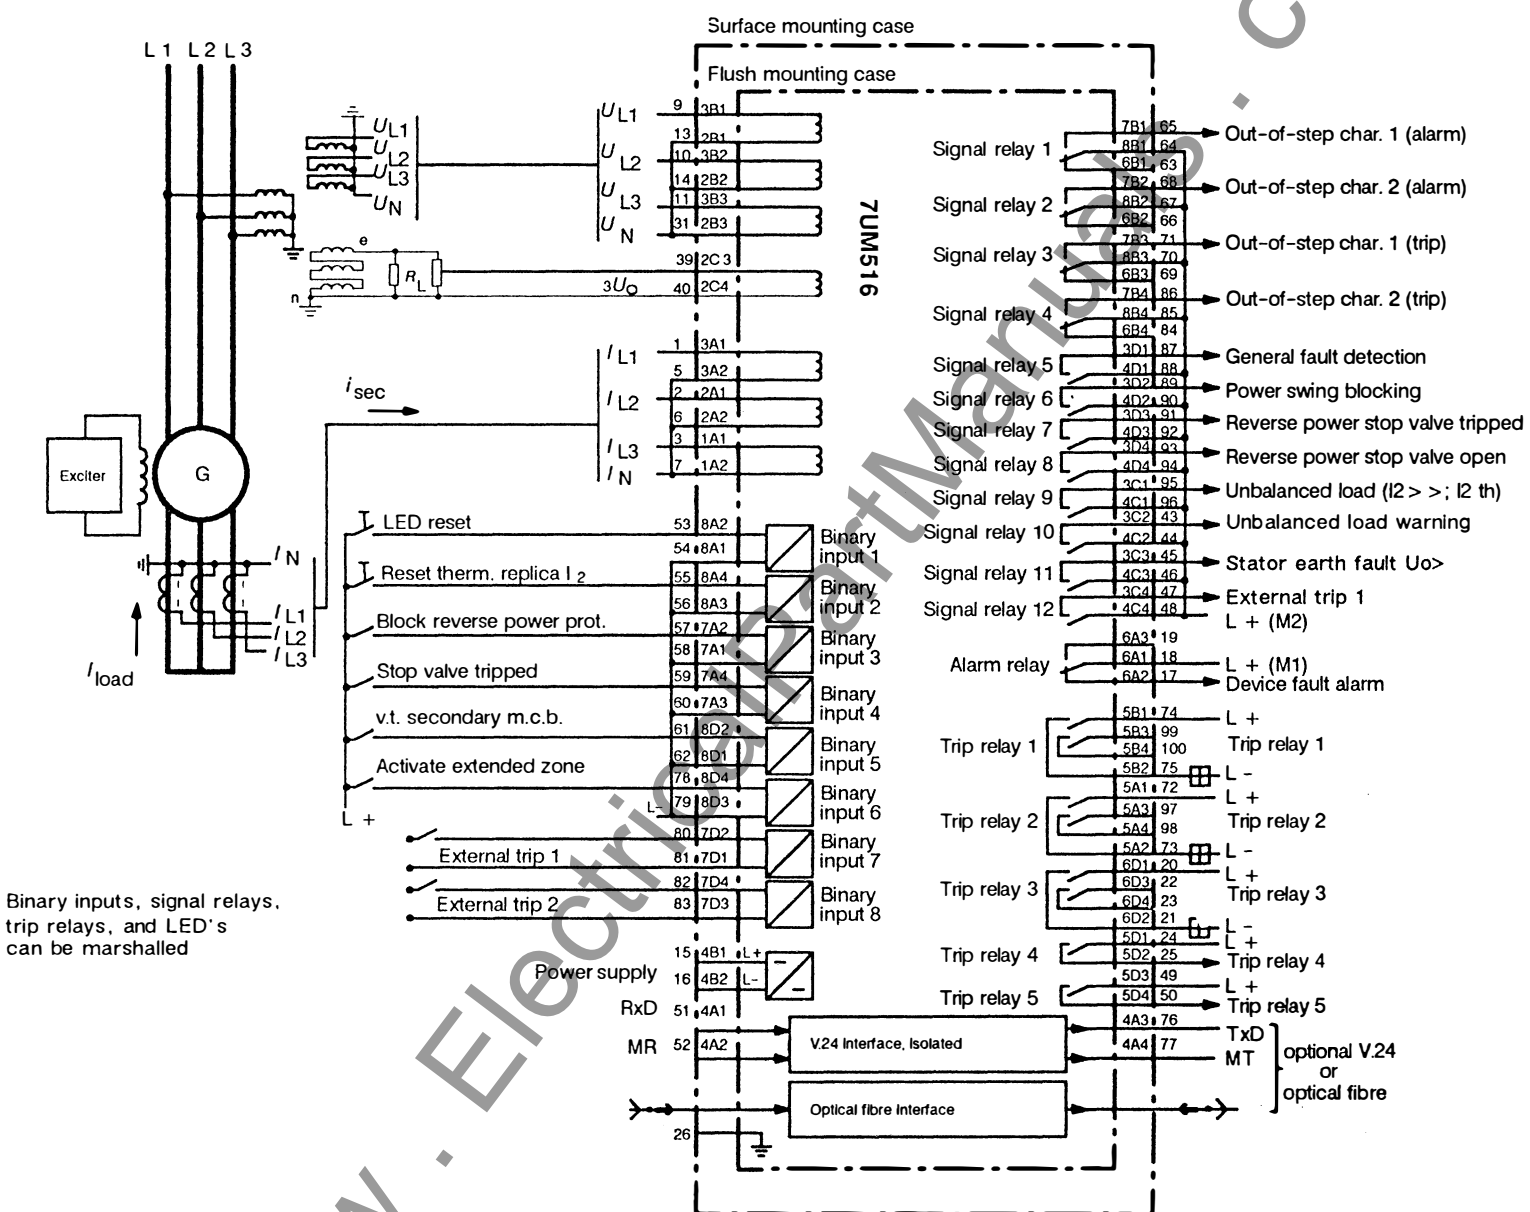 Surface mounting case
Flush mounting case
L 1 L 2 L 3
U L1
U L2
U L3
U N
e
n
R L
3U0
U L1
U L2
U L3
U N
9 3B1
13 2B1
10 3B2
14 2B2
11 3B3
31 2B3
39 2C 3
40 2C4
7UM516
I L1
I L2
I L3
I N
1 3A1
5 3A2
2 2A1
6 2A2
3 1A1
7 1A2
i sec
Exciter
G
I N
I L1
I L2
I L3
I load
LED reset
Reset therm. replica I 2
Block reverse power prot.
Stop valve tripped
v.t. secondary m.c.b.
Activate extended zone
L +
L-
External trip 1
External trip 2
53 8A2
54 8A1
55 8A4
56 8A3
57 7A2
58 7A1
59 7A4
60 7A3
61 8D2
62 8D1
78 8D4
79 8D3
80 7D2
81 7D1
82 7D4
83 7D3
Binary input 1
Binary input 2
Binary input 3
Binary input 4
Binary input 5
Binary input 6
Binary input 7
Binary input 8
Binary inputs, signal relays,
trip relays, and LED's
can be marshalled
Power supply
15 4B1 L+
16 4B2 L-
RxD 51 4A1
MR 52 4A2
26
V.24 Interface, Isolated
Optical fibre Interface
Signal relay 1
7B1 65 Out-of-step char. 1 (alarm)
8B1 64
6B1 63
Signal relay 2
7B2 68 Out-of-step char. 2 (alarm)
8B2 67
6B2 66
Signal relay 3
7B3 71 Out-of-step char. 1 (trip)
8B3 70
6B3 69
Signal relay 4
7B4 86 Out-of-step char. 2 (trip)
8B4 85
6B4 84
Signal relay 5
3D1 87 General fault detection
4D1 88
Signal relay 6
3D2 89 Power swing blocking
4D2 90
Signal relay 7
3D3 91 Reverse power stop valve tripped
4D3 92
Signal relay 8
3D4 93 Reverse power stop valve open
4D4 94
Signal relay 9
3C1 95 Unbalanced load (I2 > >; I2 th)
4C1 96
Signal relay 10
3C2 43 Unbalanced load warning
4C2 44
Signal relay 11
3C3 45 Stator earth fault Uo>
4C3 46
Signal relay 12
3C4 47 External trip 1
4C4 48 L + (M2)
Alarm relay
6A3 19
6A1 18 L + (M1)
6A2 17 Device fault alarm
Trip relay 1
5B1 74 L +
5B3 99
5B4 100 Trip relay 1
5B2 75 L -
Trip relay 2
5A1 72 L +
5A3 97
5A4 98 Trip relay 2
5A2 73 L -
Trip relay 3
6D1 20 L +
6D3 22
6D4 23 Trip relay 3
6D2 21 L -
Trip relay 4
5D1 24 L +
5D2 25 Trip relay 4
Trip relay 5
5D3 49 L +
5D4 50 Trip relay 5
4A3 76 TxD
4A4 77 MT
optional V.24
or
optical fibre
w . ElectricalPartManuals . c